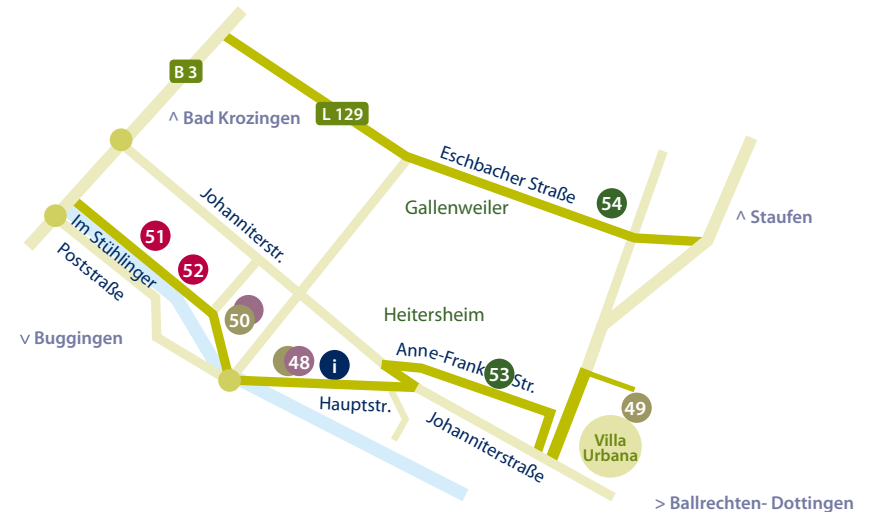 B 3
^ Bad Krozingen
L 129
Eschbacher Straße
54
Gallenweiler
^ Staufen
Johanniterstr.
51
Im Stühlinger
52
Poststraße
50
v Buggingen
Heitersheim
48
i
Anne-Frank-Str.
53
Hauptstr.
Johanniterstraße
49
Villa
Urbana
> Ballrechten- Dottingen